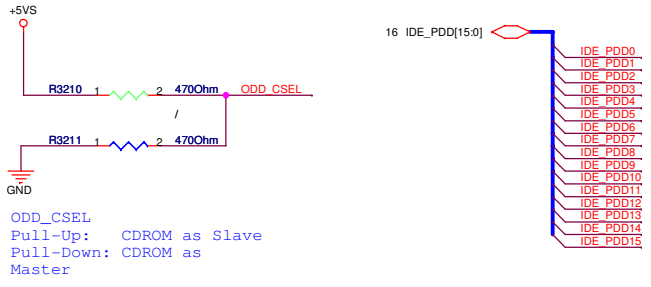 +5VS
R3210 1 2 470Ohm ODD_CSEL
/
R3211 1 2 470Ohm
GND
ODD_CSEL
Pull-Up: CDROM as Slave
Pull-Down: CDROM as
Master
16 IDE_PDD[15:0]
IDE_PDD0
IDE_PDD1
IDE_PDD2
IDE_PDD3
IDE_PDD4
IDE_PDD5
IDE_PDD6
IDE_PDD7
IDE_PDD8
IDE_PDD9
IDE_PDD10
IDE_PDD11
IDE_PDD12
IDE_PDD13
IDE_PDD14
IDE_PDD15